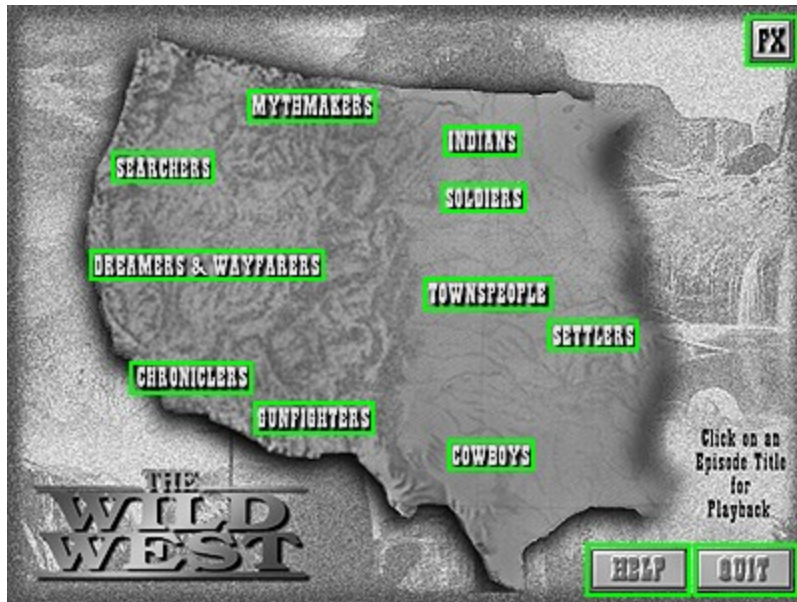 FX
MYTHMAKERS
INDIANS
SEARCHERS
SOLDIERS
DREAMERS & WAYFARERS
TOWNSPEOPLE
SETTLERS
CHRONICLERS
GUNFIGHTERS
COWBOYS
Click on an
Episode Title
for
Playback
THE
WILD
WEST
HELP
QUIT